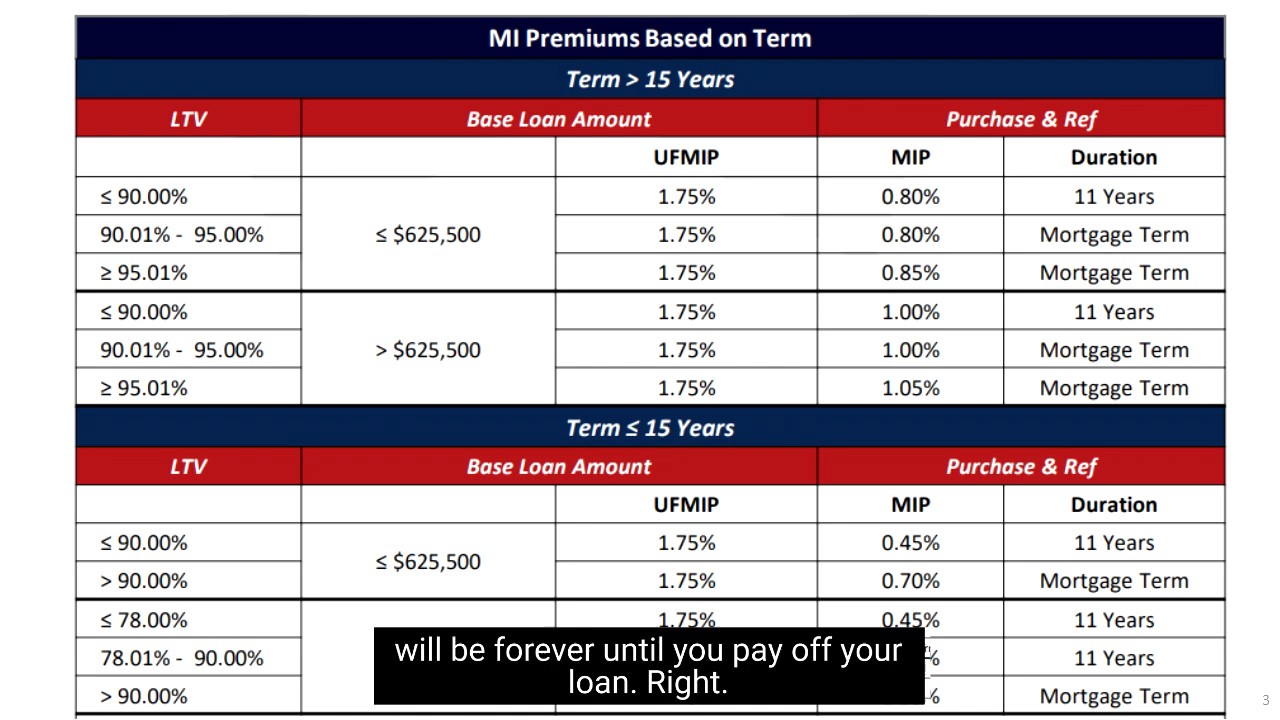 MI Premiums Based on Term
Term > 15 Years
LTV Base Loan Amount Purchase & Ref
UFMIP MIP Duration
≤ 90.00% 1.75% 0.80% 11 Years
90.01% - 95.00% ≤ $625,500 1.75% 0.80% Mortgage Term
≥ 95.01% 1.75% 0.85% Mortgage Term
≤ 90.00% 1.75% 1.00% 11 Years
90.01% - 95.00% > $625,500 1.75% 1.00% Mortgage Term
≥ 95.01% 1.75% 1.05% Mortgage Term
Term ≤ 15 Years
LTV Base Loan Amount Purchase & Ref
UFMIP MIP Duration
≤ 90.00% 1.75% 0.45% 11 Years
≤ $625,500
> 90.00% 1.75% 0.70% Mortgage Term
≤ 78.00% 1.75% 0.45% 11 Years
78.01% - 90.00% % 11 Years
> 90.00% % Mortgage Term
will be forever until you pay off your
loan. Right.
3